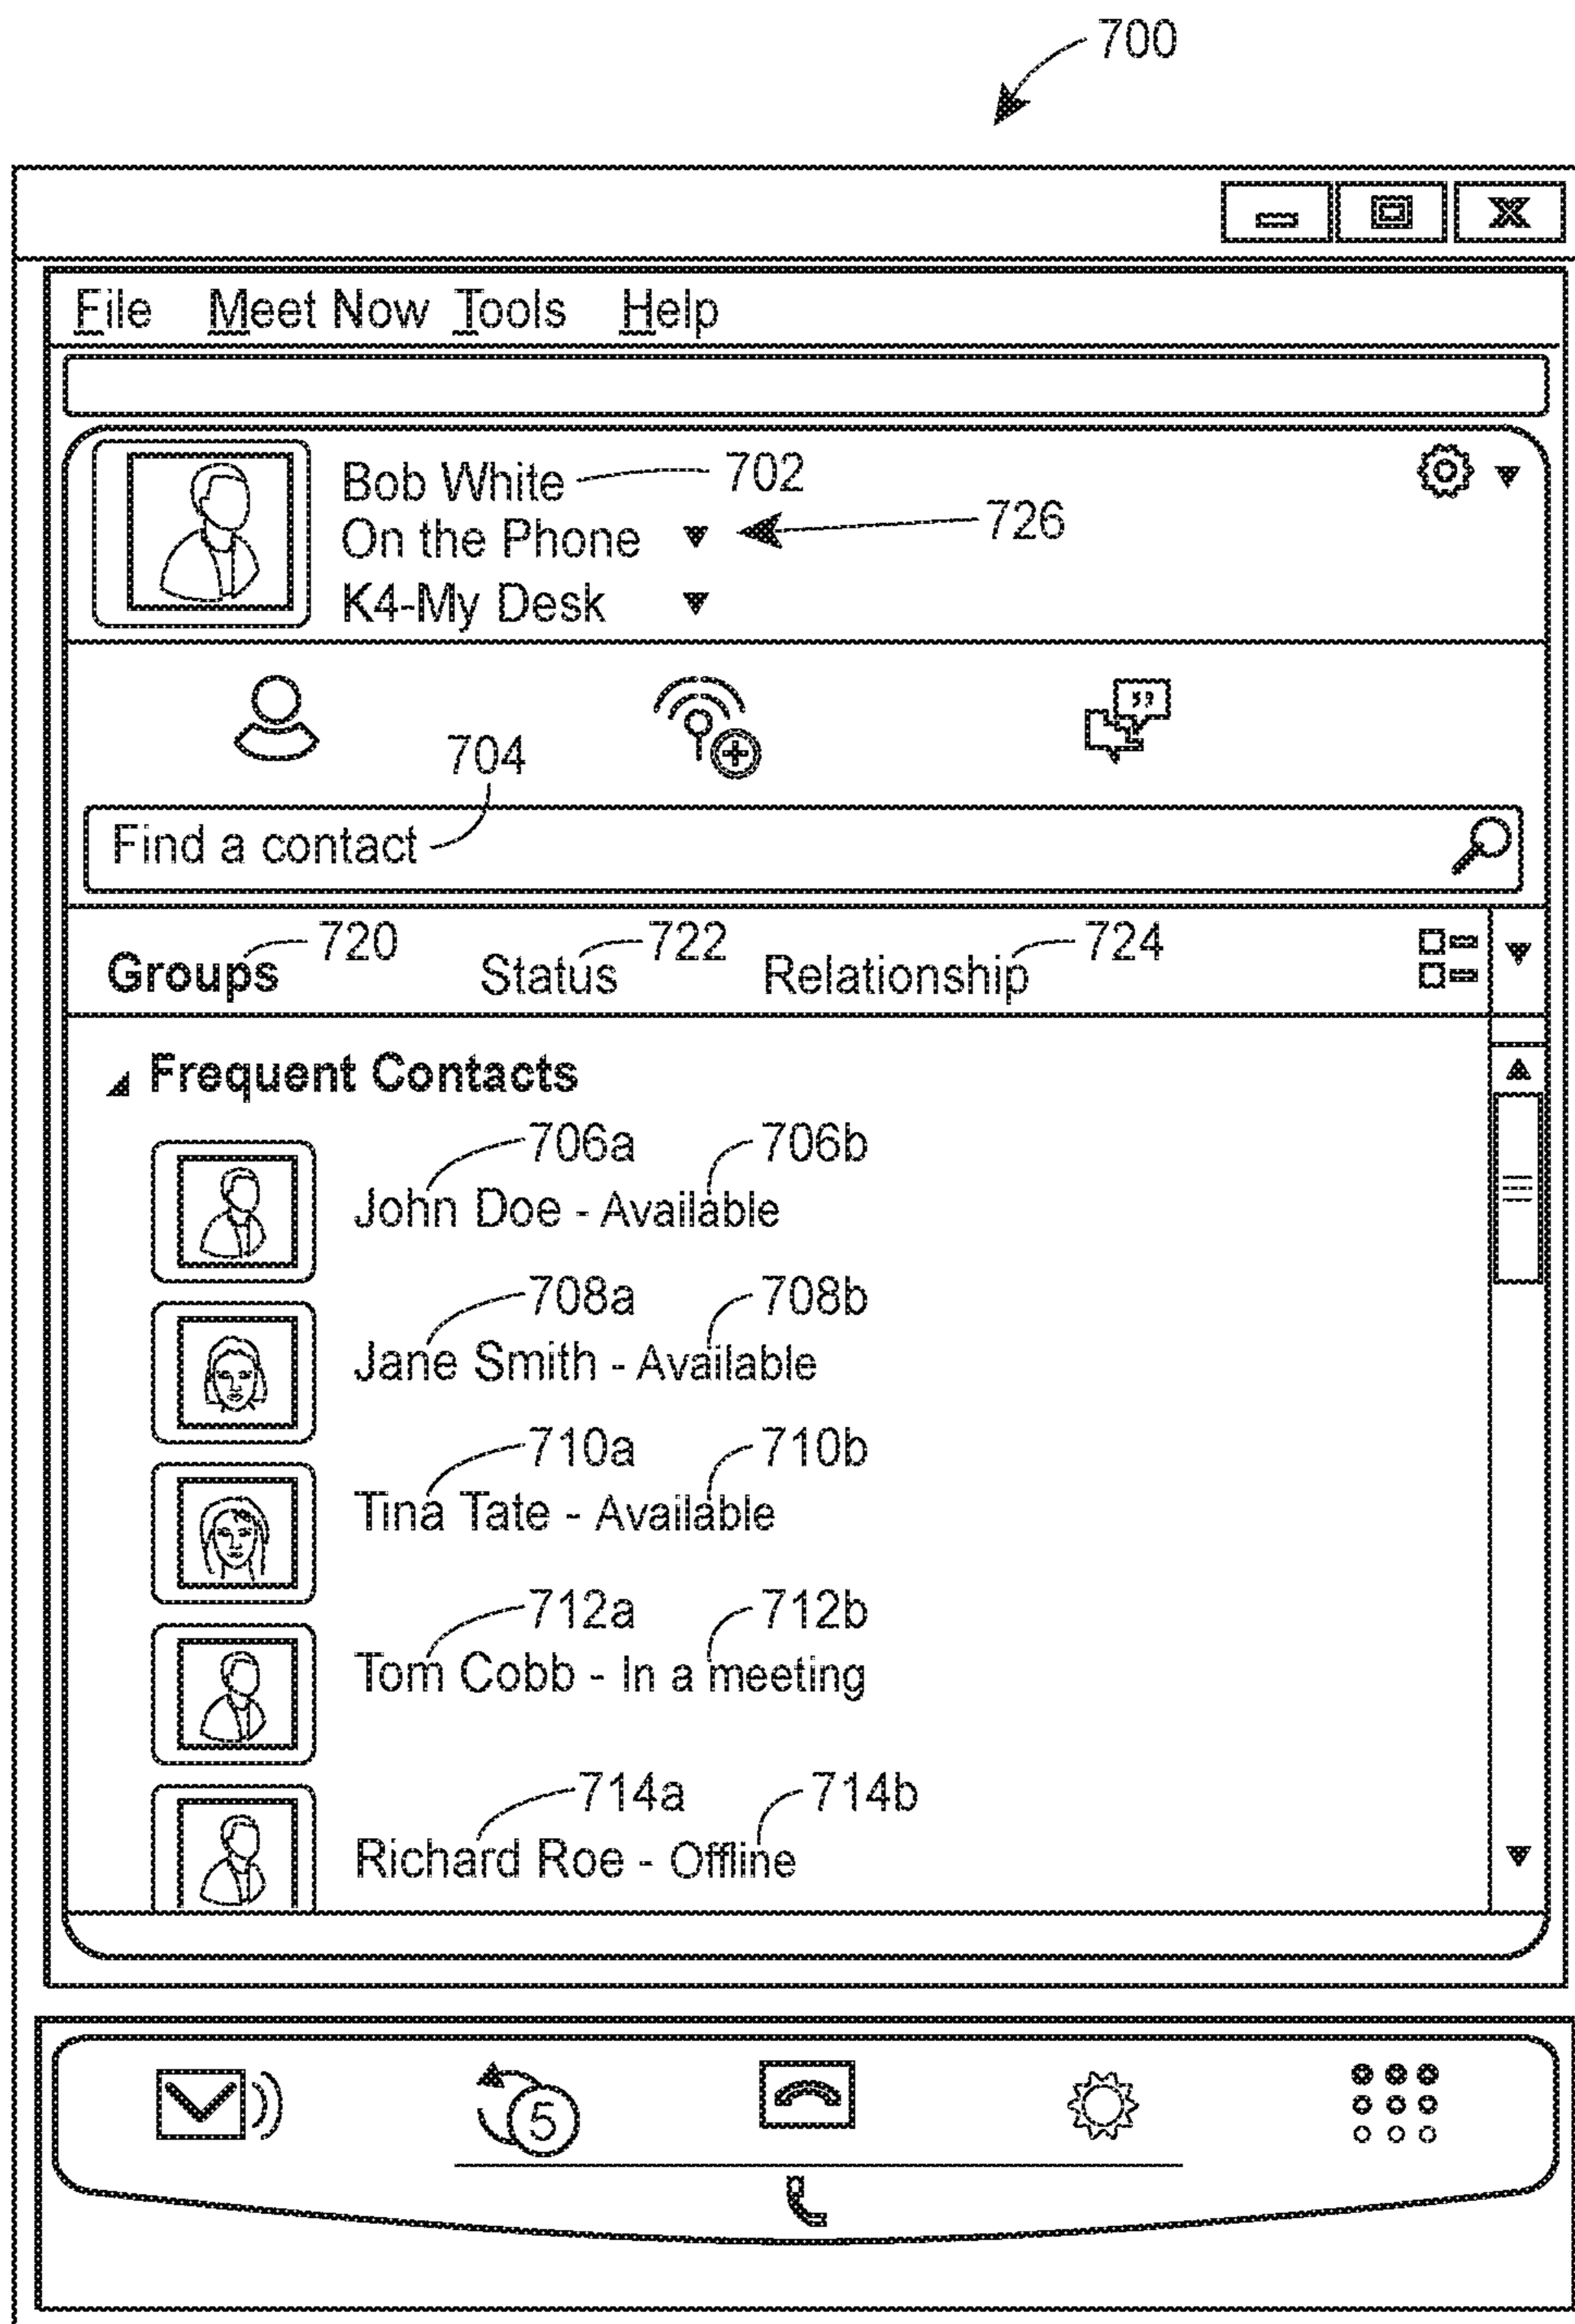 700
File Meet Now Tools Help
Bob White 702
On the Phone 726
K4-My Desk
704
Find a contact
720 722 724
Groups Status Relationship
Frequent Contacts
706a 706b
John Doe - Available
708a 708b
Jane Smith - Available
710a 710b
Tina Tate - Available
712a 712b
Tom Cobb - In a meeting
714a 714b
Richard Roe - Offline
5